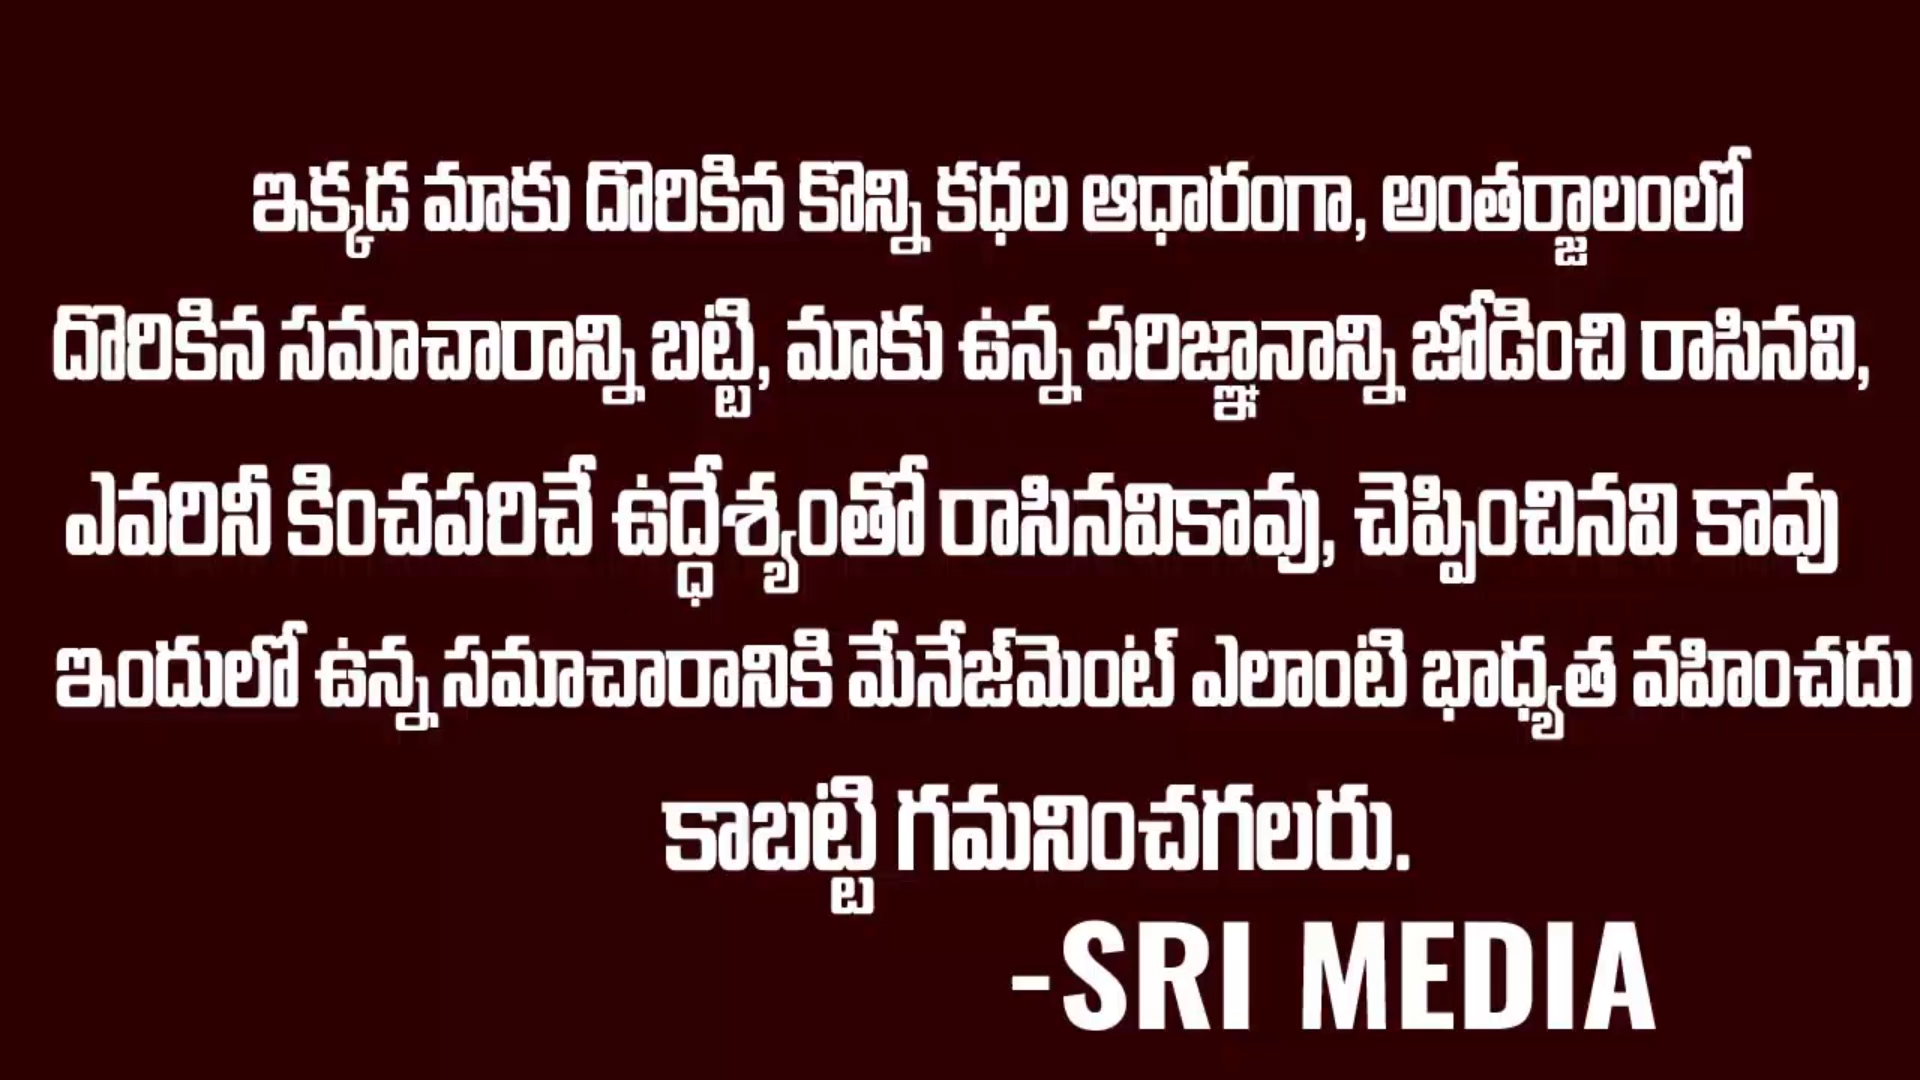 ఇక్కడ మాకు దొరికిన కొన్ని కధల ఆధారంగా, అంతర్జాలంలో
దొరికిన సమాచారాన్ని బట్టి, మాకు ఉన్న పరిజ్ఞానాన్ని జోడించి రాసినవి,
ఎవరినీ కించపరిచే ఉద్ధేశ్యంతో రాసినవికావు, చెప్పించినవి కావు
ఇందులో ఉన్న సమాచారానికి మేనేజ్‌మెంట్ ఎలాంటి భాధ్యత వహించదు
కాబట్టి గమనించగలరు.
-SRI MEDIA